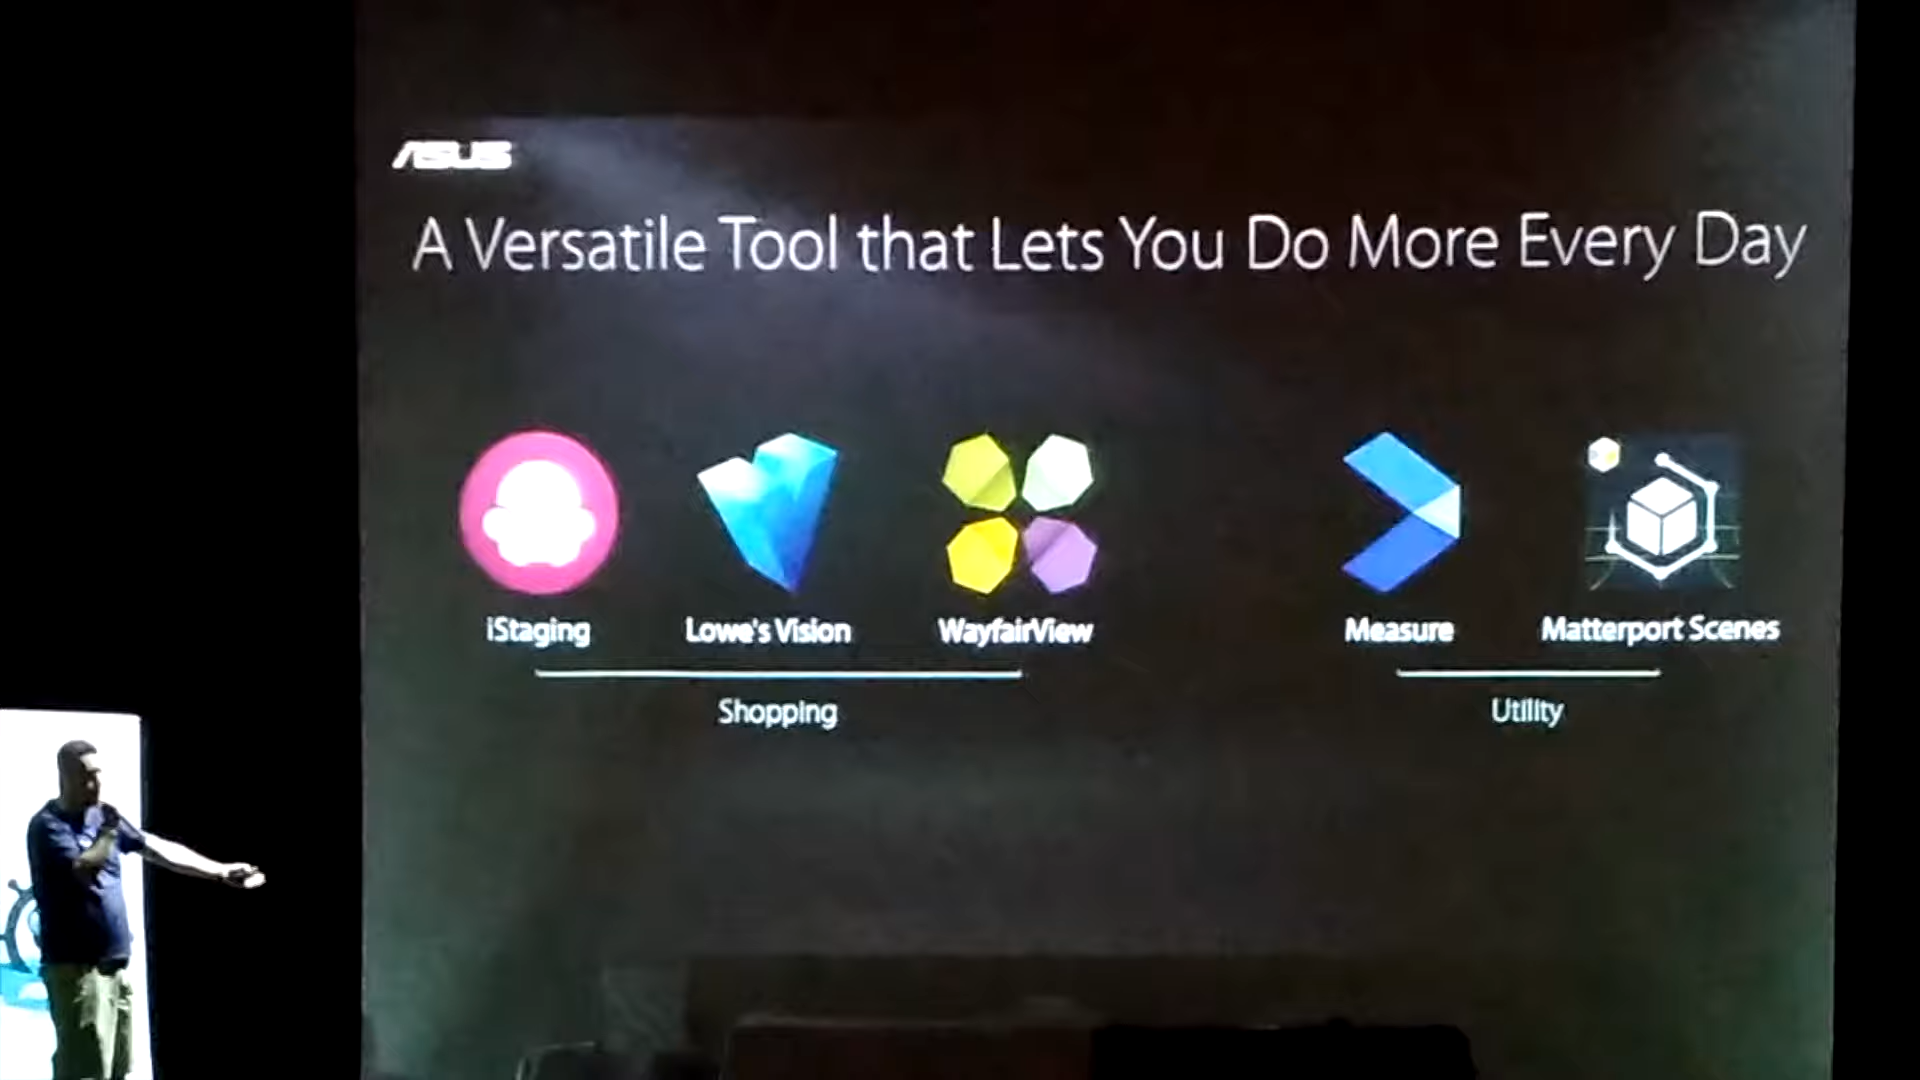 ASUS
A Versatile Tool that Lets You Do More Every Day
iStaging Lowe's Vision WayfairView Measure Matterport Scenes
Shopping Utility